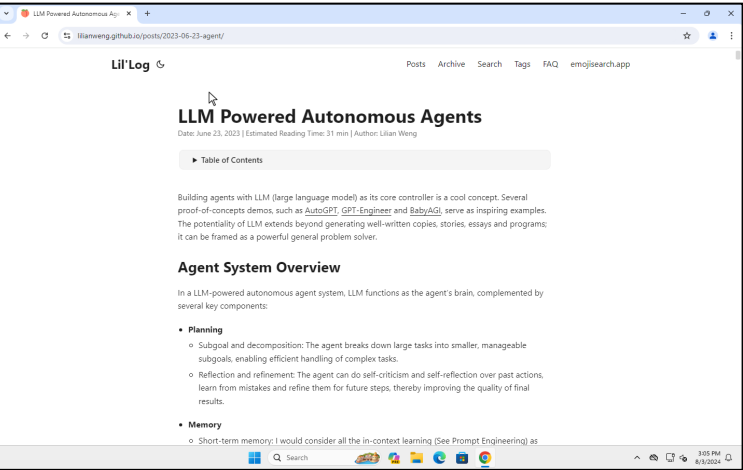 LLM Powered Autonomous Age
lilianweng.github.io/posts/2023-06-23-agent/
Lil'Log
Posts Archive Search Tags FAQ emojisearch.app
LLM Powered Autonomous Agents
Date: June 23, 2023 | Estimated Reading Time: 31 min | Author: Lilian Weng
Table of Contents
Building agents with LLM (large language model) as its core controller is a cool concept. Several
proof-of-concepts demos, such as AutoGPT, GPT-Engineer and BabyAGI, serve as inspiring examples.
The potentiality of LLM extends beyond generating well-written copies, stories, essays and programs;
it can be framed as a powerful general problem solver.
Agent System Overview
In a LLM-powered autonomous agent system, LLM functions as the agent's brain, complemented by
several key components:
• Planning
Subgoal and decomposition: The agent breaks down large tasks into smaller, manageable
subgoals, enabling efficient handling of complex tasks.
Reflection and refinement: The agent can do self-criticism and self-reflection over past actions,
learn from mistakes and refine them for future steps, thereby improving the quality of final
results.
• Memory
Short-term memory: I would consider all the in-context learning (See Prompt Engineering) as
Search
3:05 PM
8/3/2024